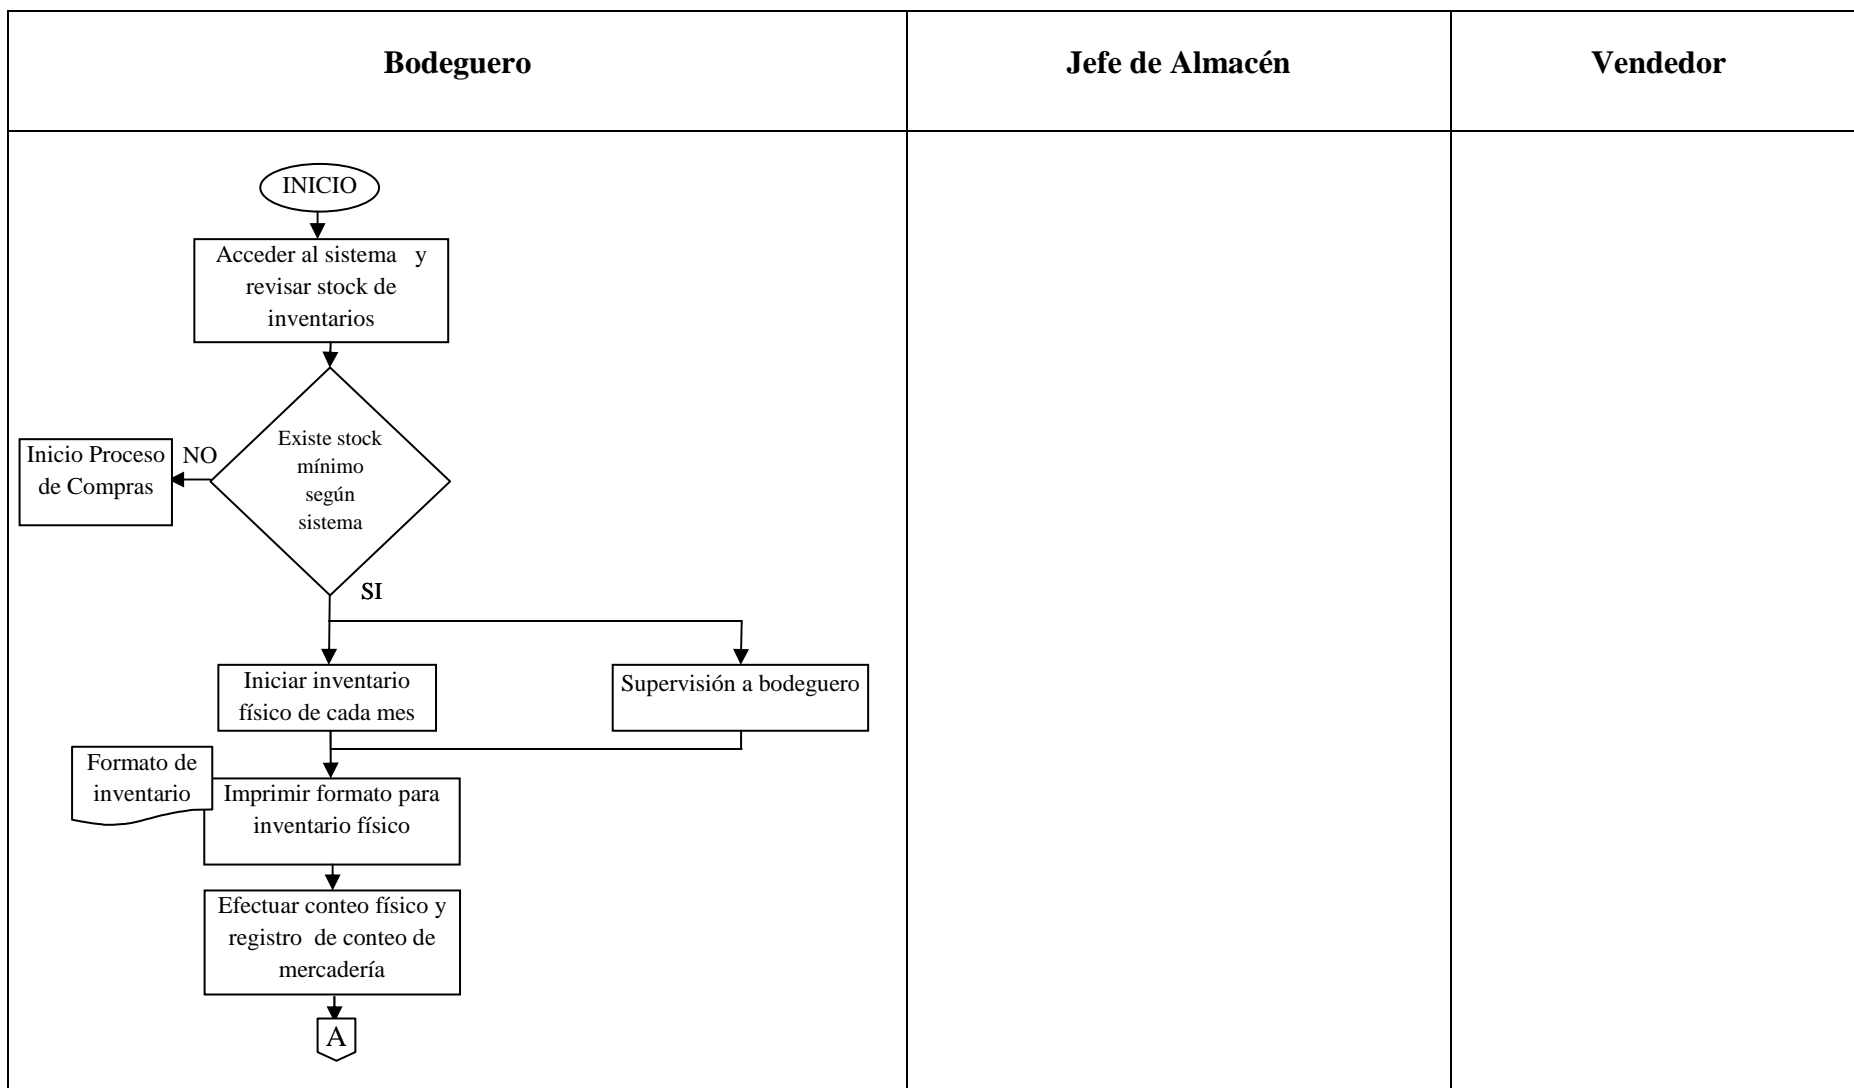 Bodeguero
Jefe de Almacén
Vendedor
INICIO
Acceder al sistema y
revisar stock de
inventarios
Existe stock
mínimo
según
sistema
NO
Inicio Proceso
de Compras
SI
Iniciar inventario
físico de cada mes
Supervisión a bodeguero
Formato de
inventario
Imprimir formato para
inventario físico
Efectuar conteo físico y
registro de conteo de
mercadería
A